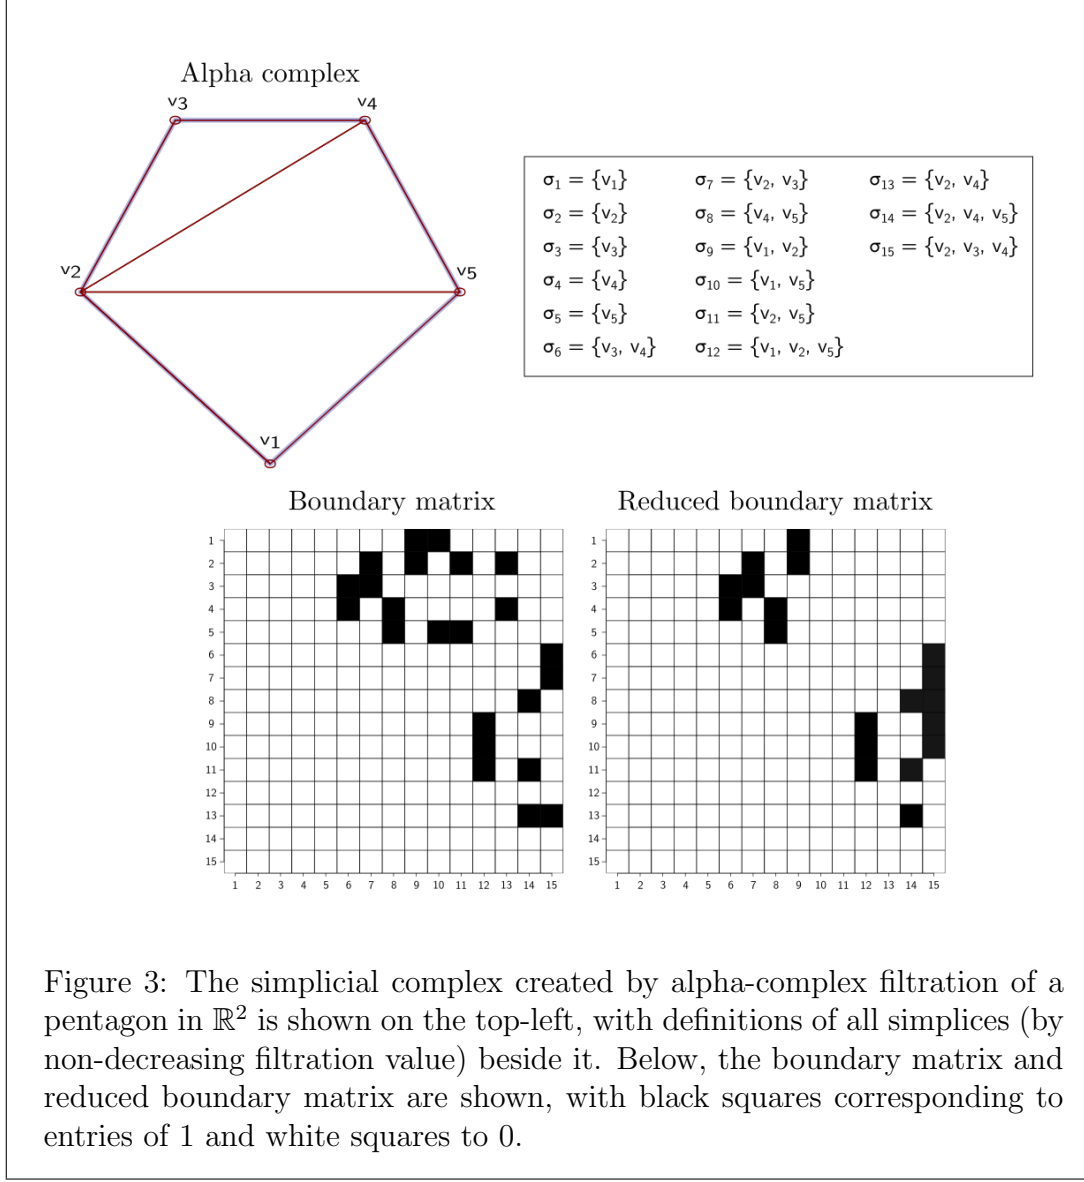 Alpha complex
v3
v4
v2
v5
v1
σ₁ = {v₁}
σ₂ = {v₂}
σ₃ = {v₃}
σ₄ = {v₄}
σ₅ = {v₅}
σ₆ = {v₃, v₄}
σ₇ = {v₂, v₃}
σ₈ = {v₄, v₅}
σ₉ = {v₁, v₂}
σ₁₀ = {v₁, v₅}
σ₁₁ = {v₂, v₅}
σ₁₂ = {v₁, v₂, v₅}
σ₁₃ = {v₂, v₄}
σ₁₄ = {v₂, v₄, v₅}
σ₁₅ = {v₂, v₃, v₄}
Boundary matrix
1
2
3
4
5
6
7
8
9
10
11
12
13
14
15
1 2 3 4 5 6 7 8 9 10 11 12 13 14 15
Reduced boundary matrix
1
2
3
4
5
6
7
8
9
10
11
12
13
14
15
1 2 3 4 5 6 7 8 9 10 11 12 13 14 15
Figure 3: The simplicial complex created by alpha-complex filtration of a
pentagon in ℝ² is shown on the top-left, with definitions of all simplices (by
non-decreasing filtration value) beside it. Below, the boundary matrix and
reduced boundary matrix are shown, with black squares corresponding to
entries of 1 and white squares to 0.